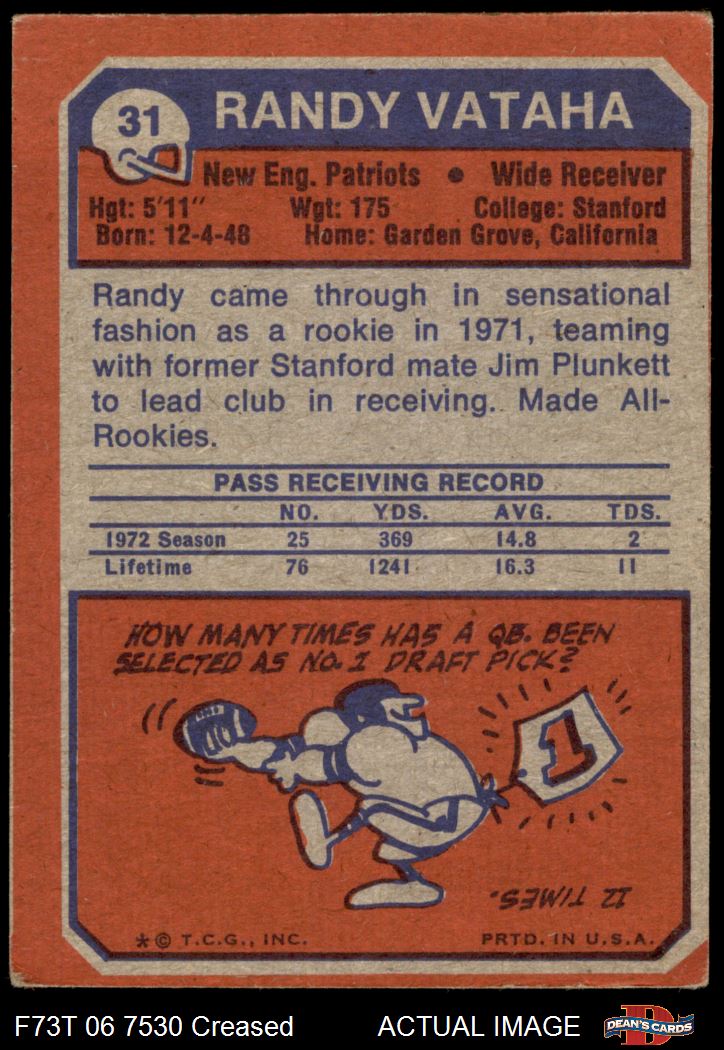 31
RANDY VATAHA
New Eng. Patriots • Wide Receiver
Hgt: 5'11" Wgt: 175 College: Stanford
Born: 12-4-48 Home: Garden Grove, California
Randy came through in sensational
fashion as a rookie in 1971, teaming
with former Stanford mate Jim Plunkett
to lead club in receiving. Made All-
Rookies.
PASS RECEIVING RECORD
NO. YDS. AVG. TDS.
1972 Season 25 369 14.8 2
Lifetime 76 1241 16.3 11
HOW MANY TIMES HAS A QB. BEEN
SELECTED AS NO. 1 DRAFT PICK?
1
12 TIMES.
* © T.C.G., INC. PRTD. IN U.S.A.
F73T 06 7530 Creased ACTUAL IMAGE
D
DEAN'S CARDS